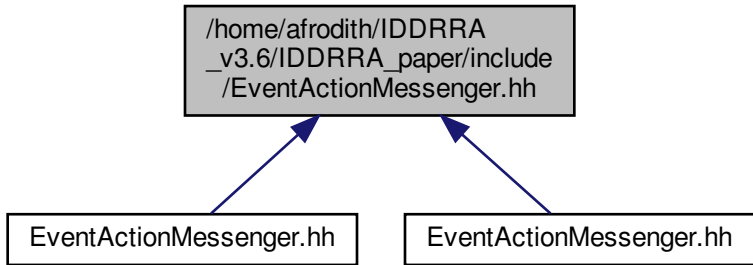 /home/afrodith/IDDRRA
_v3.6/IDDRRA_paper/include
/EventActionMessenger.hh
EventActionMessenger.hh
EventActionMessenger.hh